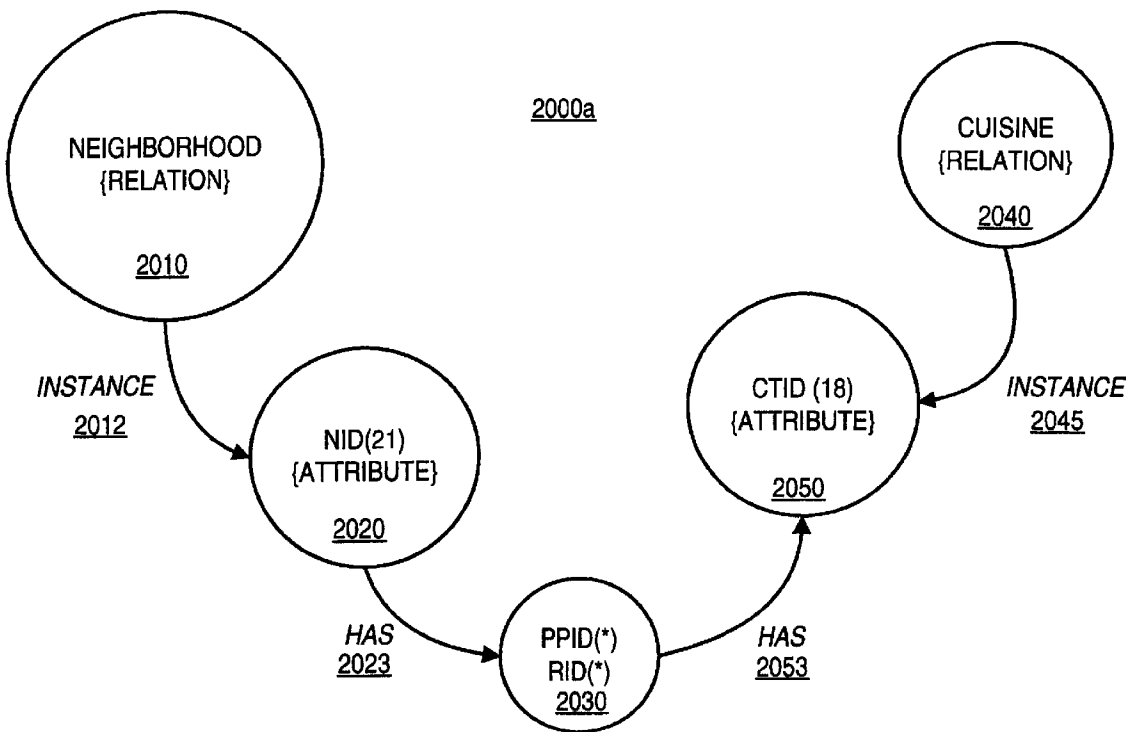 2000a
NEIGHBORHOOD
{RELATION}
2010
CUISINE
{RELATION}
2040
INSTANCE
2012
NID(21)
{ATTRIBUTE}
2020
CTID (18)
{ATTRIBUTE}
2050
INSTANCE
2045
HAS
2023
PPID(*)
RID(*)
2030
HAS
2053